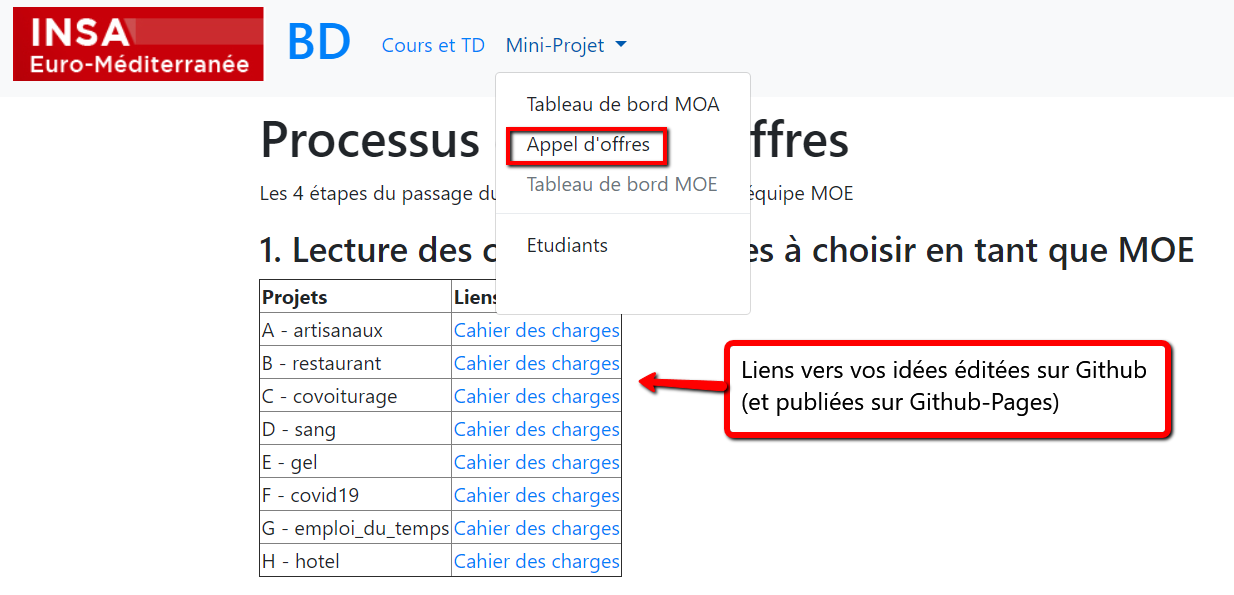 INSA
Euro-Méditerranée
BD
Cours et TD
Mini-Projet
Tableau de bord MOA
Appel d'offres
Tableau de bord MOE
Etudiants
Processus ffres
Les 4 étapes du passage du équipe MOE
1. Lecture des c es à choisir en tant que MOE
Projets Liens
A - artisanaux Cahier des charges
B - restaurant Cahier des charges
C - covoiturage Cahier des charges
D - sang Cahier des charges
E - gel Cahier des charges
F - covid19 Cahier des charges
G - emploi_du_temps Cahier des charges
H - hotel Cahier des charges
Liens vers vos idées éditées sur Github
(et publiées sur Github-Pages)